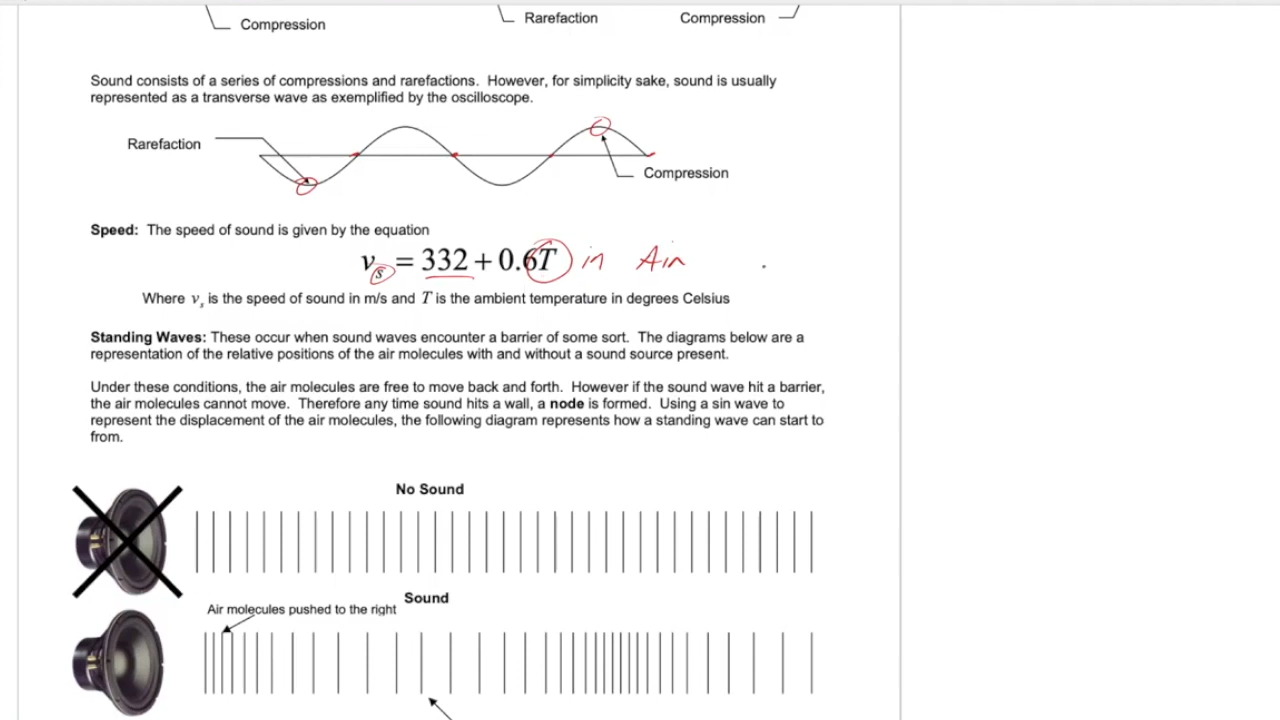 Compression
Rarefaction
Compression
Sound consists of a series of compressions and rarefactions. However, for simplicity sake, sound is usually
represented as a transverse wave as exemplified by the oscilloscope.
Rarefaction
Compression
Speed: The speed of sound is given by the equation
vs = 332 + 0.6T in Air
Where vs is the speed of sound in m/s and T is the ambient temperature in degrees Celsius
Standing Waves: These occur when sound waves encounter a barrier of some sort. The diagrams below are a
representation of the relative positions of the air molecules with and without a sound source present.
Under these conditions, the air molecules are free to move back and forth. However if the sound wave hit a barrier,
the air molecules cannot move. Therefore any time sound hits a wall, a node is formed. Using a sin wave to
represent the displacement of the air molecules, the following diagram represents how a standing wave can start to
from.
No Sound
Sound
Air molecules pushed to the right